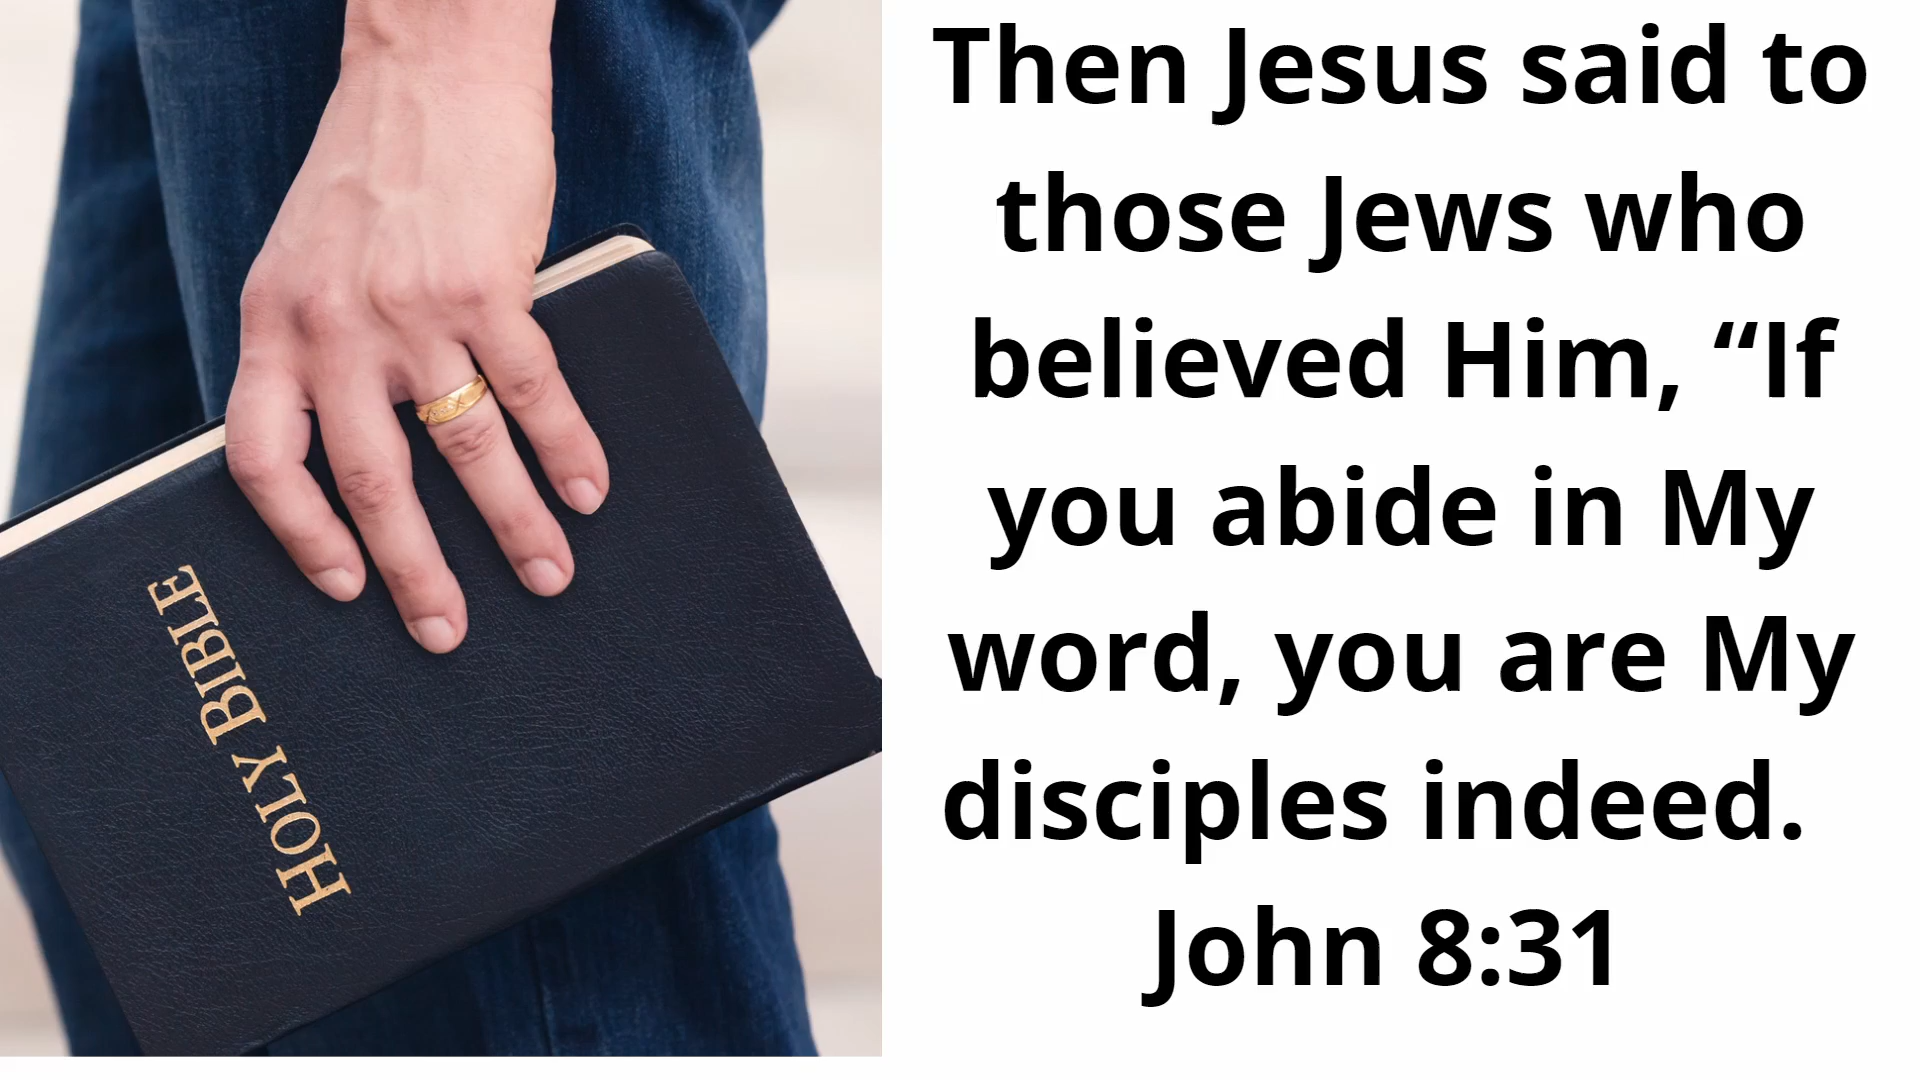 HOLY BIBLE
Then Jesus said to
those Jews who
believed Him, “If
you abide in My
word, you are My
disciples indeed.
John 8:31